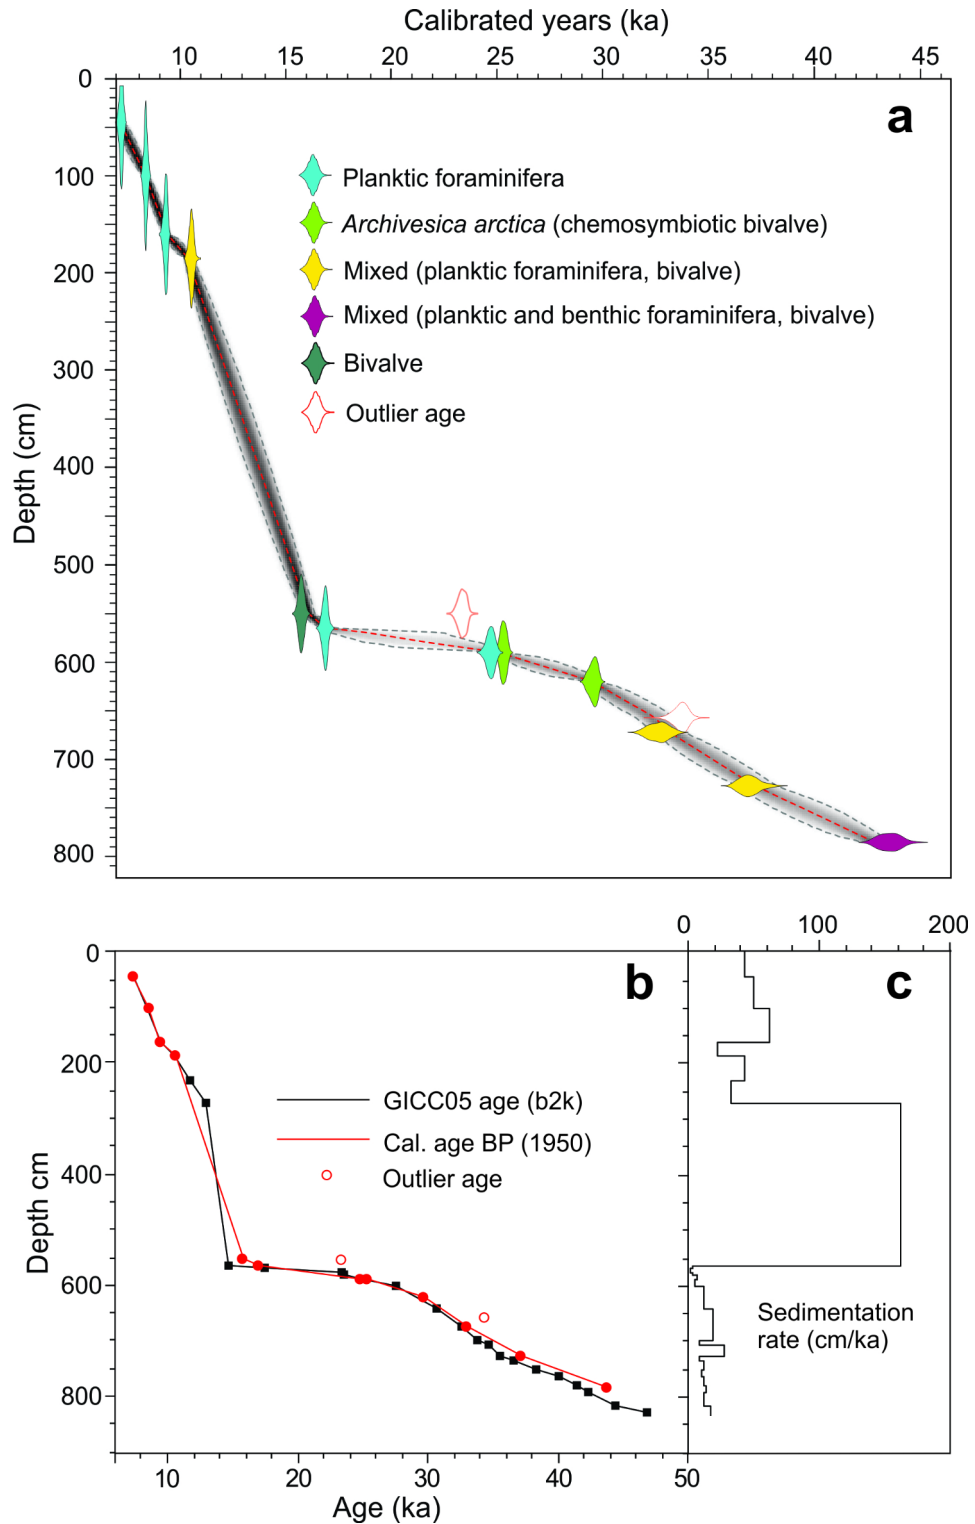 Calibrated years (ka)
10 15 20 25 30 35 40 45
a
0
100
200
300
400
500
600
700
800
Depth (cm)
Planktic foraminifera
Archivesica arctica (chemosymbiotic bivalve)
Mixed (planktic foraminifera, bivalve)
Mixed (planktic and benthic foraminifera, bivalve)
Bivalve
Outlier age
b
0
200
400
600
800
Depth cm
GICC05 age (b2k)
Cal. age BP (1950)
Outlier age
10 20 30 40 50
Age (ka)
0 100 200
c
Sedimentation
rate (cm/ka)